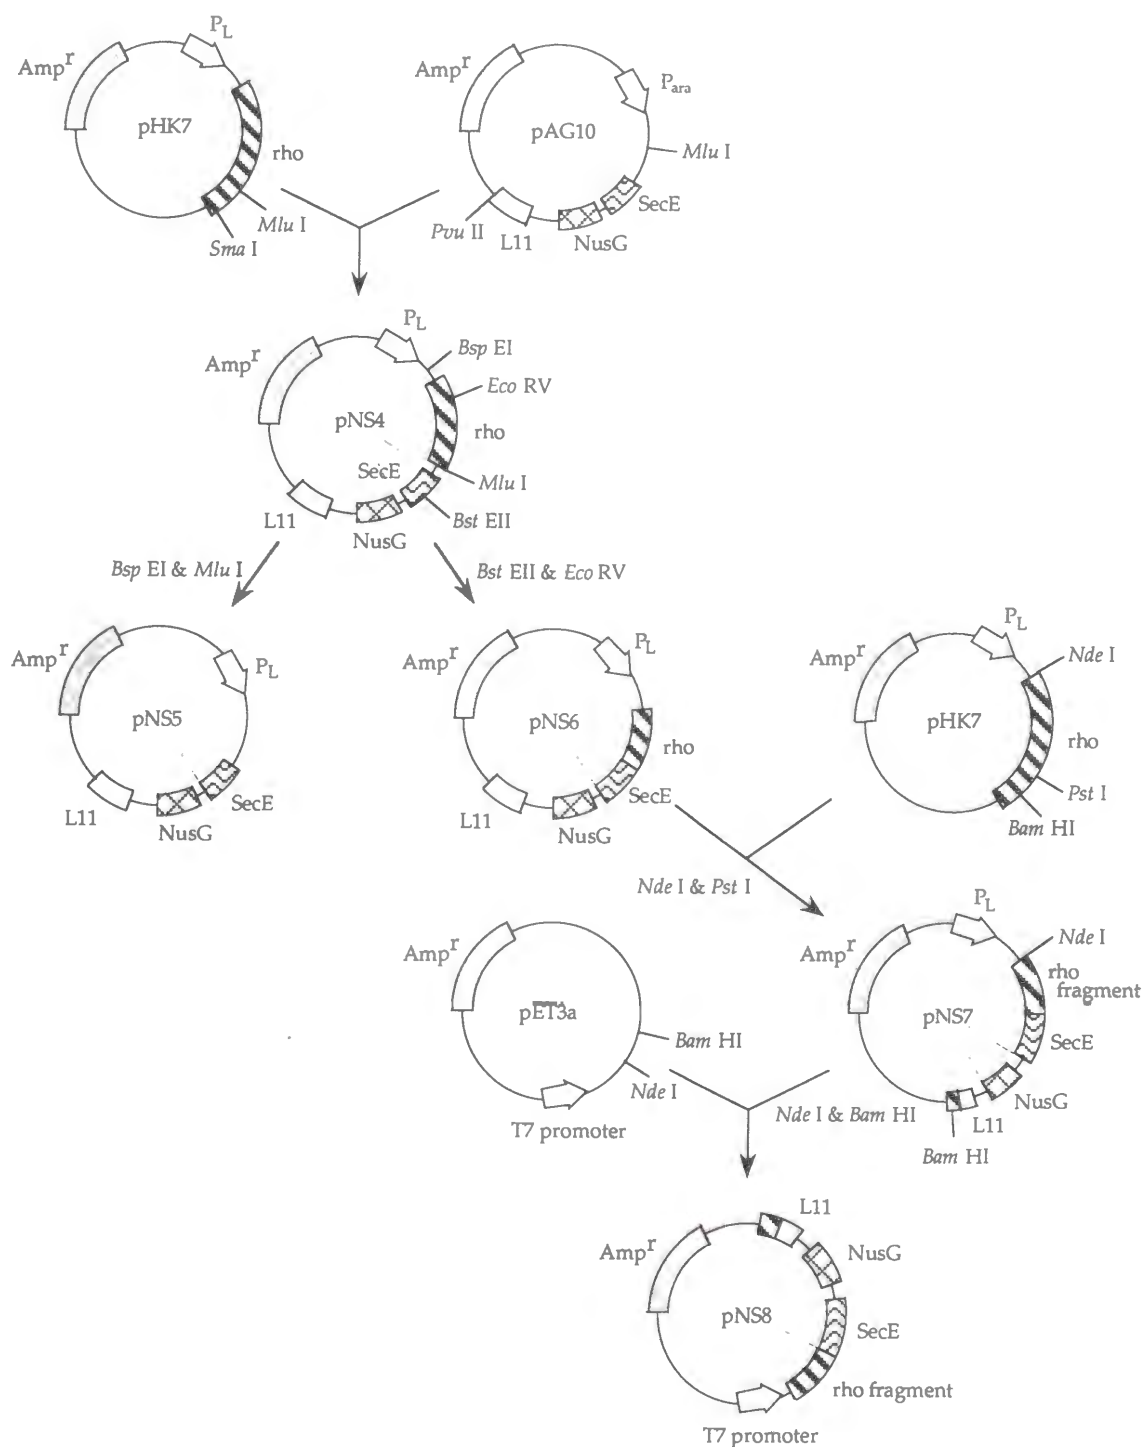 P_L
Amp^r
pHK7
rho
Mlu I
Sma I
Amp^r
P_ara
pAG10
Mlu I
SecE
NusG
L11
Pvu II
P_L
Amp^r
Bsp EI
Eco RV
pNS4
rho
SecE
Mlu I
Bst EII
NusG
L11
Bsp EI & Mlu I
Bst EII & Eco RV
Amp^r
P_L
pNS5
SecE
NusG
L11
Amp^r
P_L
pNS6
rho
SecE
NusG
L11
P_L
Amp^r
Nde I
pHK7
rho
Pst I
Bam HI
Nde I & Pst I
Amp^r
pET3a
Bam HI
Nde I
T7 promoter
P_L
Amp^r
Nde I
rho
fragment
pNS7
SecE
NusG
L11
Bam HI
Nde I & Bam HI
L11
Amp^r
NusG
pNS8
SecE
rho fragment
T7 promoter